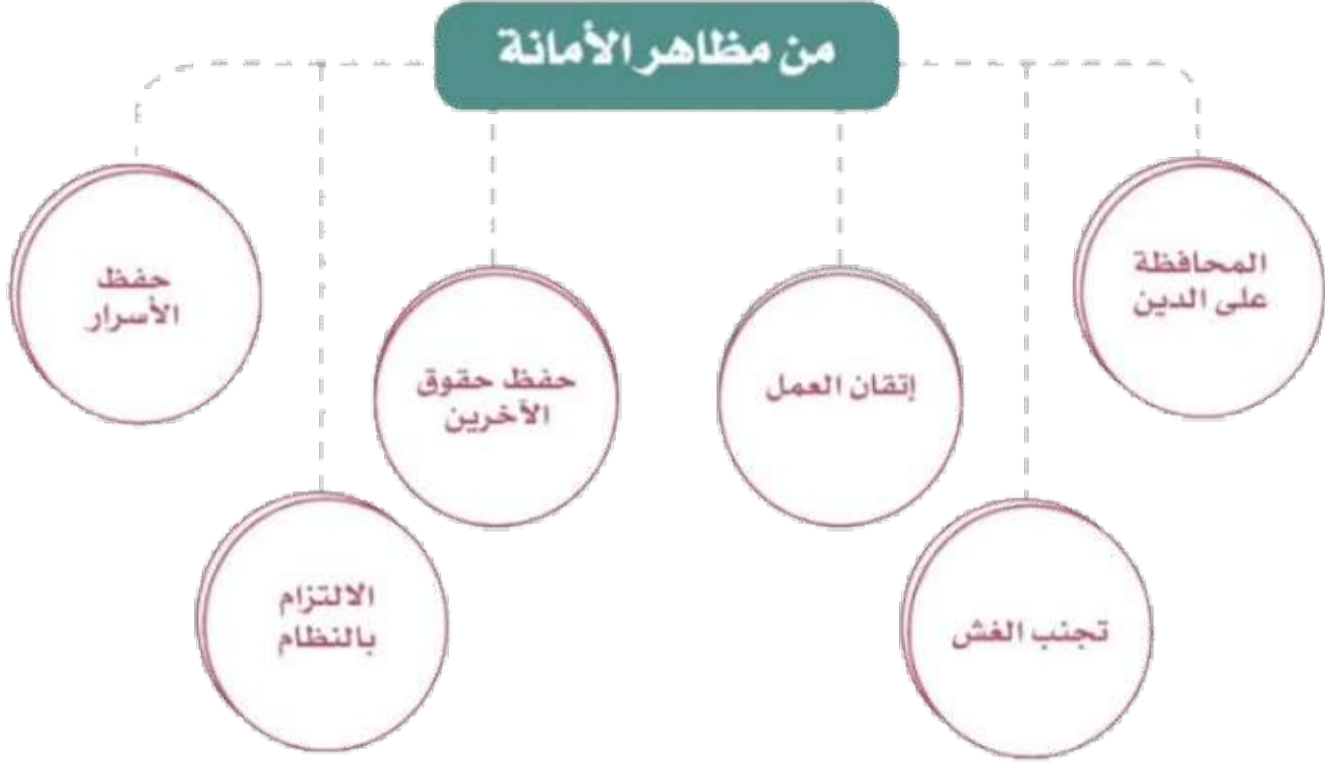 من مظاهر الأمانة
المحافظة
على الدين
تجنب الغش
إتقان العمل
حفظ حقوق
الآخرين
الالتزام
بالنظام
حفظ
الأسرار